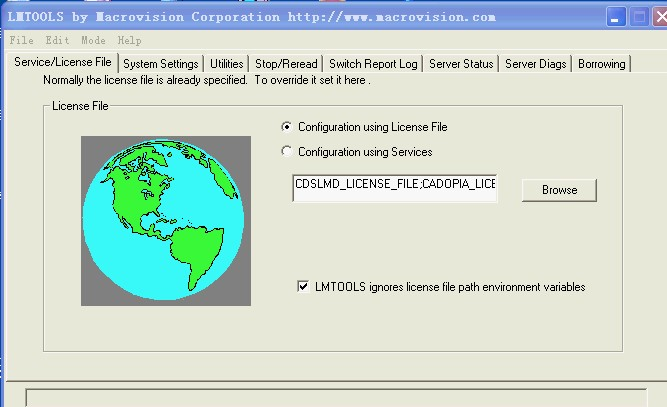 LMTOOLS by Macrovision Corporation http://www.macrovision.com
File Edit Mode Help
Service/License File System Settings Utilities Stop/Reread Switch Report Log Server Status Server Diags Borrowing
Normally the license file is already specified. To override it set it here .
License File
Configuration using License File
Configuration using Services
CDSLMD_LICENSE_FILE;CADOPIA_LICE
Browse
LMTOOLS ignores license file path environment variables